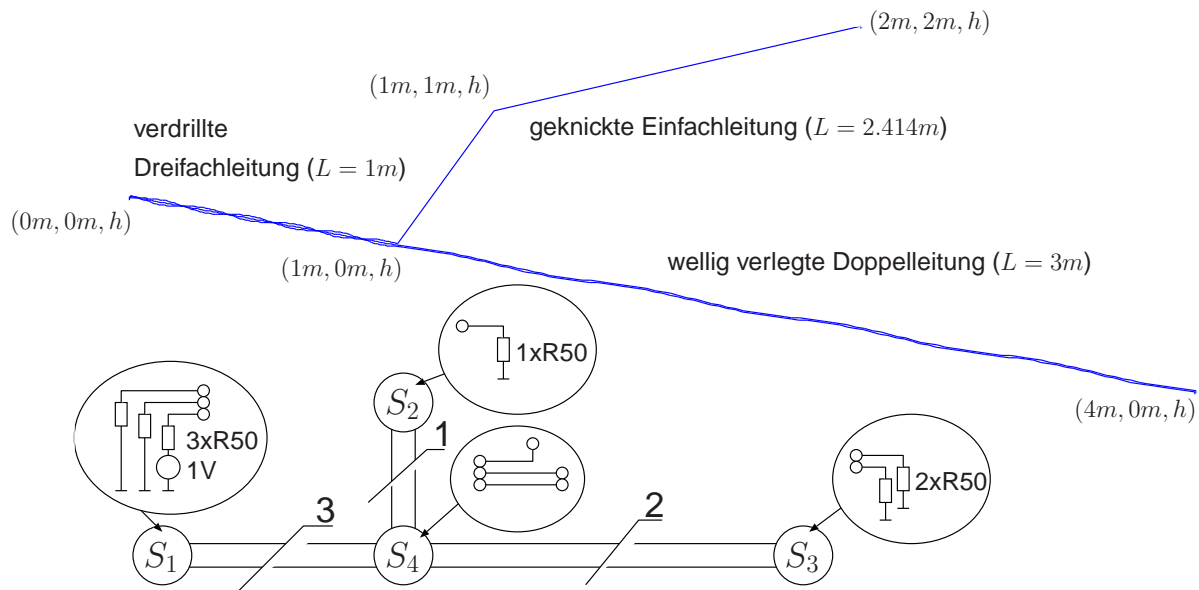 (2m, 2m, h)
(1m, 1m, h)
verdrillte
geknickte Einfachleitung (L = 2.414m)
Dreifachleitung (L = 1m)
(0m, 0m, h)
(1m, 0m, h)
wellig verlegte Doppelleitung (L = 3m)
(4m, 0m, h)
1xR50
S2
3xR50
1V
1
2xR50
3
2
S1
S4
S3